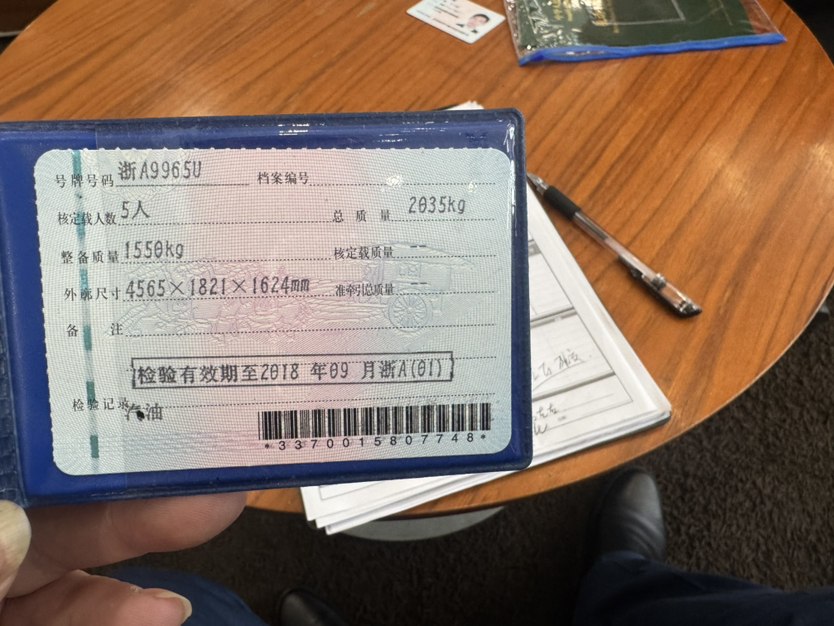 号牌号码 浙A9965U 档案编号
核定载人数 5人 总质量 2035kg
整备质量 1550kg 核定载质量 --
外廓尺寸 4565×1821×1624mm 准牵引总质量 --
备注
检验有效期至2018 年09 月浙A(01)
检验记录 汽油
*3370015807748*